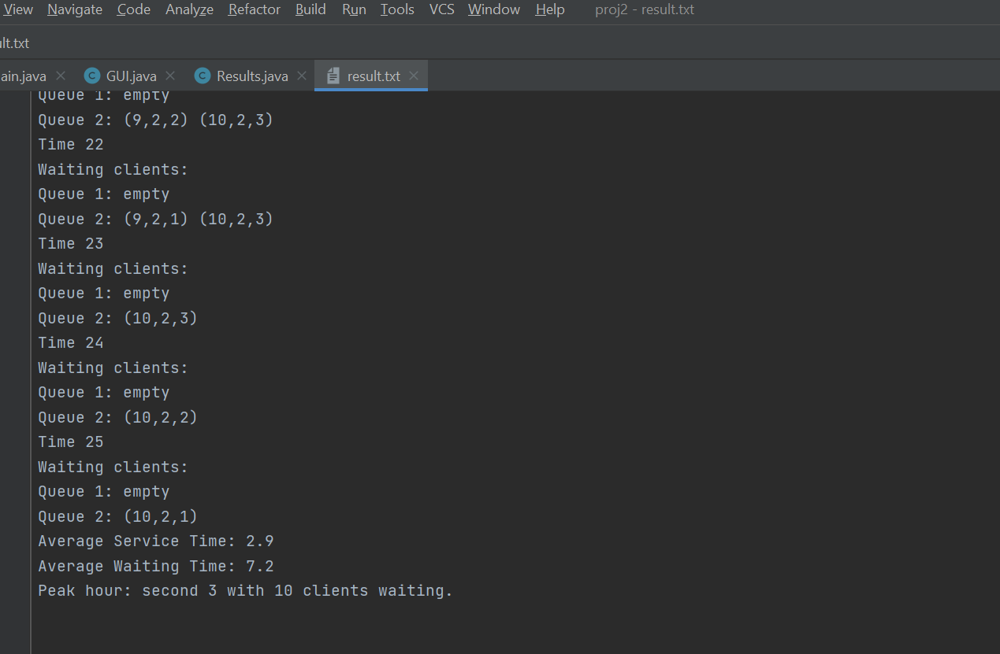 View Navigate Code Analyze Refactor Build Run Tools VCS Window Help proj2 - result.txt
ult.txt
ain.java GUI.java Results.java result.txt
Queue 1: empty
Queue 2: (9,2,2) (10,2,3)
Time 22
Waiting clients:
Queue 1: empty
Queue 2: (9,2,1) (10,2,3)
Time 23
Waiting clients:
Queue 1: empty
Queue 2: (10,2,3)
Time 24
Waiting clients:
Queue 1: empty
Queue 2: (10,2,2)
Time 25
Waiting clients:
Queue 1: empty
Queue 2: (10,2,1)
Average Service Time: 2.9
Average Waiting Time: 7.2
Peak hour: second 3 with 10 clients waiting.